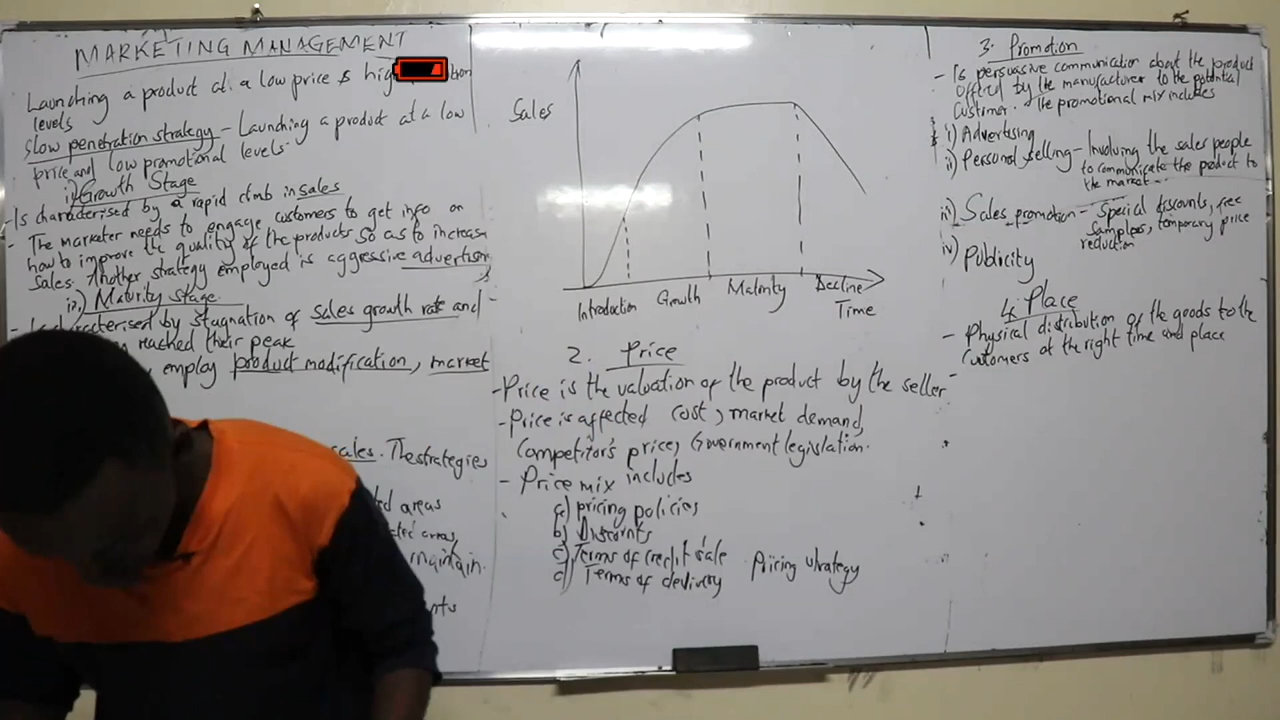 MARKETING MANAGEMENT
Launching a product at a low price & hig
levels
Slow penetration strategy - Launching a product at a low
price and low promotional levels
i) Growth Stage
- Is characterised by a rapid climb in sales
- The marketer needs to engage customers to get info on
how to improve the quality of the products so as to increase
sales. Another strategy employed is aggressive advertisin
Maturity Stage
characterised by stagnation of sales growth rate and
reached their peak
employ product modification, market
sales. The strategies
areas
areas,
maintain.
Sales
Introduction Growth Maturity Decline
Time
2. Price
- Price is the valuation of the product by the seller
- Price is affected cost, market demand,
Competitor's price, Government legislation.
- Price mix includes
a) pricing policies
b) Discounts
c) Terms of credit sale
d) Terms of delivery
Pricing strategy
3. Promotion
- Is persuasive communication about the product
offered by the manufacturer to the potential
Customer. The promotional mix includes
i) Advertising
ii) Personal selling - Involving the sales people
to communicate the product to
the market
iii) Sales promotion - Special discounts, free
samples, temporary price
reduction
iv) Publicity
4. Place
- Physical distribution of the goods to the
Customers at the right time and place